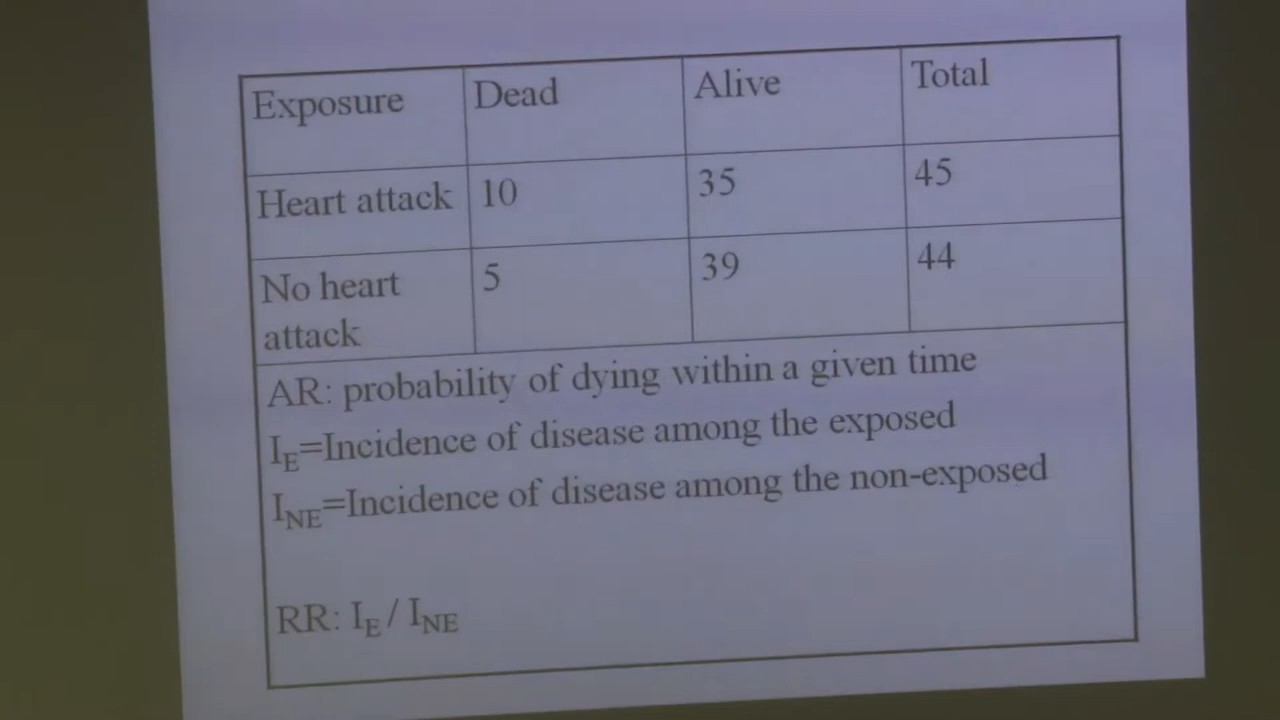 Exposure Dead Alive Total
Heart attack 10 35 45
No heart 5 39 44
attack
AR: probability of dying within a given time
IE=Incidence of disease among the exposed
INE=Incidence of disease among the non-exposed
RR: IE / INE